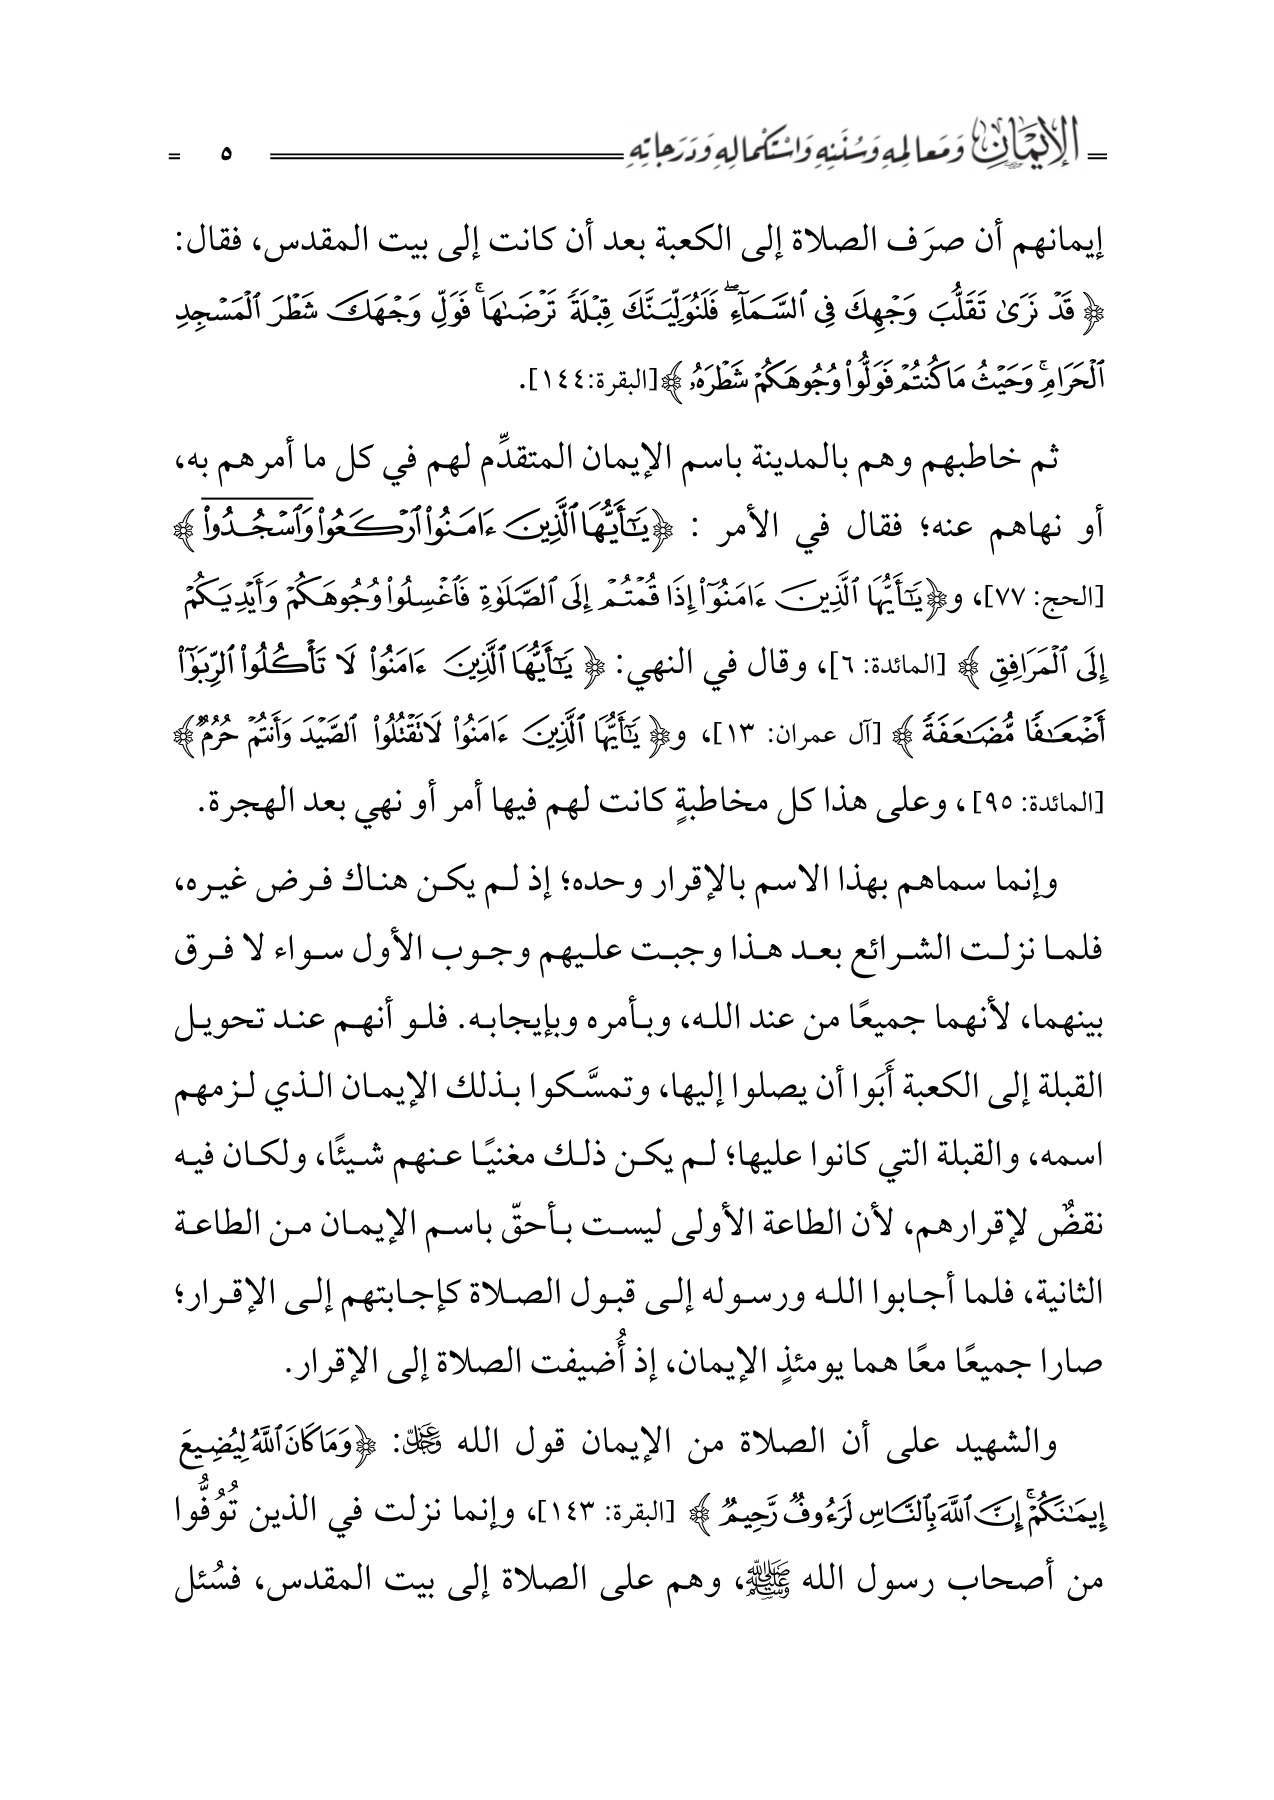 الإيمان ومعالمه وسننه واستكماله ودرجاته ٥
إيمانهم أن صرَف الصلاة إلى الكعبة بعد أن كانت إلى بيت المقدس، فقال:
﴿ قَدْ نَرَىٰ تَقَلُّبَ وَجْهِكَ فِي ٱلسَّمَآءِۖ فَلَنُوَلِّيَنَّكَ قِبْلَةً تَرْضَىٰهَاۚ فَوَلِّ وَجْهَكَ شَطْرَ ٱلْمَسْجِدِ
ٱلْحَرَامِۚ وَحَيْثُ مَا كُنتُمْ فَوَلُّوا۟ وُجُوهَكُمْ شَطْرَهُۥ ﴾[البقرة:١٤٤].
ثم خاطبهم وهم بالمدينة باسم الإيمان المتقدِّم لهم في كل ما أمرهم به،
أو نهاهم عنه؛ فقال في الأمر : ﴿يَٰٓأَيُّهَا ٱلَّذِينَ ءَامَنُوا۟ ٱرْكَعُوا۟ وَٱسْجُدُوا۟﴾
[الحج: ٧٧]، و﴿يَٰٓأَيُّهَا ٱلَّذِينَ ءَامَنُوٓا۟ إِذَا قُمْتُمْ إِلَى ٱلصَّلَوٰةِ فَٱغْسِلُوا۟ وُجُوهَكُمْ وَأَيْدِيَكُمْ
إِلَى ٱلْمَرَافِقِ ﴾ [المائدة: ٦]، وقال في النهي: ﴿ يَٰٓأَيُّهَا ٱلَّذِينَ ءَامَنُوا۟ لَا تَأْكُلُوا۟ ٱلرِّبَوٰٓا۟
أَضْعَٰفًا مُّضَٰعَفَةً ﴾ [آل عمران: ١٣]، و﴿ يَٰٓأَيُّهَا ٱلَّذِينَ ءَامَنُوا۟ لَا تَقْتُلُوا۟ ٱلصَّيْدَ وَأَنتُمْ حُرُمٌ﴾
[المائدة: ٩٥] ، وعلى هذا كل مخاطبةٍ كانت لهم فيها أمر أو نهي بعد الهجرة.
وإنما سماهم بهذا الاسم بالإقرار وحده؛ إذ لم يكن هناك فرض غيره،
فلما نزلت الشرائع بعد هذا وجبت عليهم وجوب الأول سواء لا فرق
بينهما، لأنهما جميعًا من عند الله، وبأمره وبإيجابه. فلو أنهم عند تحويل
القبلة إلى الكعبة أَبَوا أن يصلوا إليها، وتمسَّكوا بذلك الإيمان الذي لزمهم
اسمه، والقبلة التي كانوا عليها؛ لم يكن ذلك مغنيًا عنهم شيئًا، ولكان فيه
نقضٌ لإقرارهم، لأن الطاعة الأولى ليست بأحقّ باسم الإيمان من الطاعة
الثانية، فلما أجابوا الله ورسوله إلى قبول الصلاة كإجابتهم إلى الإقرار؛
صارا جميعًا معًا هما يومئذٍ الإيمان، إذ أُضيفت الصلاة إلى الإقرار.
والشهيد على أن الصلاة من الإيمان قول الله عز وجل: ﴿وَمَا كَانَ ٱللَّهُ لِيُضِيعَ
إِيمَٰنَكُمْۚ إِنَّ ٱللَّهَ بِٱلنَّاسِ لَرَءُوفٌ رَّحِيمٌ ﴾ [البقرة: ١٤٣]، وإنما نزلت في الذين تُوُفُّوا
من أصحاب رسول الله ﷺ، وهم على الصلاة إلى بيت المقدس، فسُئل